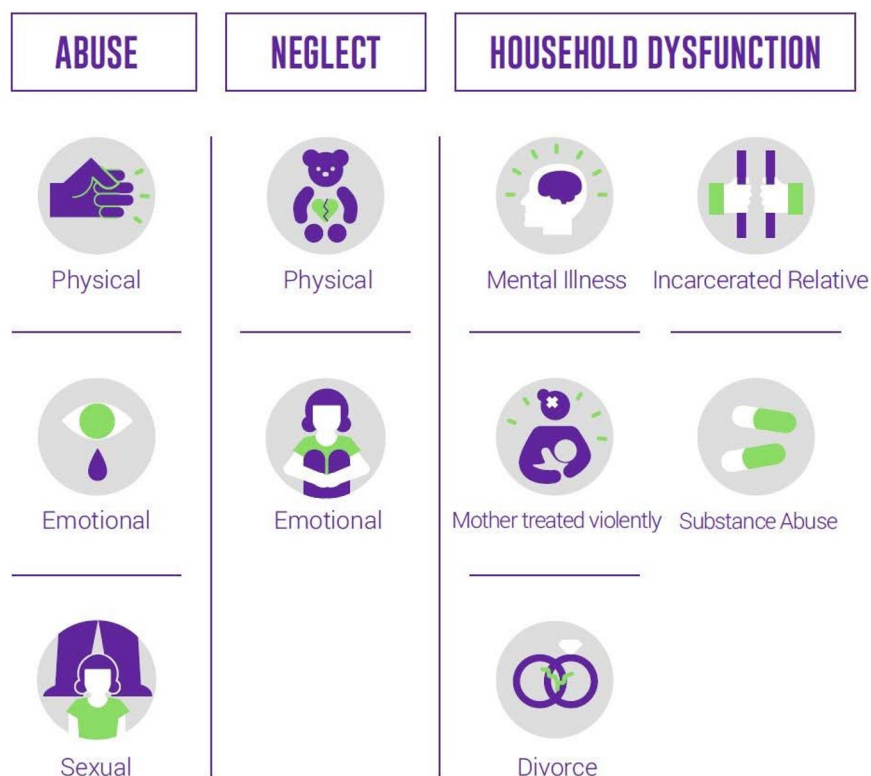 ABUSE
NEGLECT
HOUSEHOLD DYSFUNCTION
Physical
Physical
Mental Illness
Incarcerated Relative
Emotional
Emotional
Mother treated violently
Substance Abuse
Sexual
Divorce